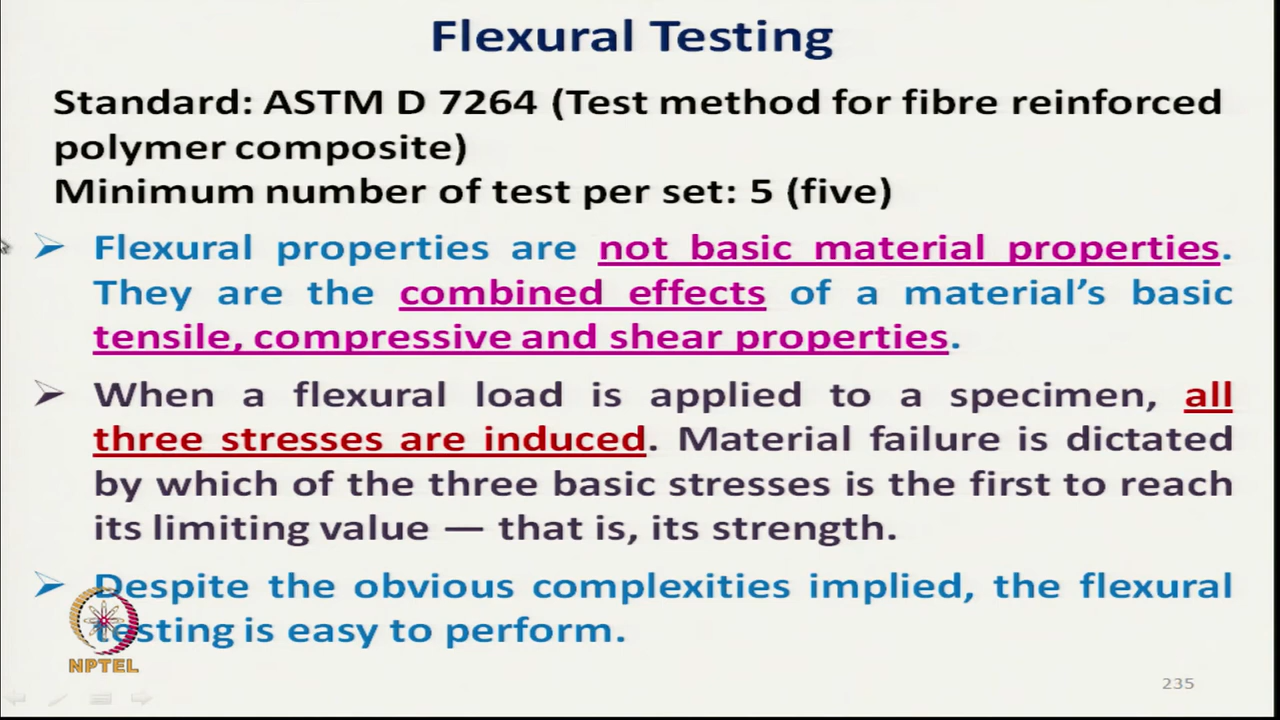 Flexural Testing
Standard: ASTM D 7264 (Test method for fibre reinforced
polymer composite)
Minimum number of test per set: 5 (five)
Flexural properties are not basic material properties.
They are the combined effects of a material's basic
tensile, compressive and shear properties.
When a flexural load is applied to a specimen, all
three stresses are induced. Material failure is dictated
by which of the three basic stresses is the first to reach
its limiting value — that is, its strength.
Despite the obvious complexities implied, the flexural
testing is easy to perform.
NPTEL
235